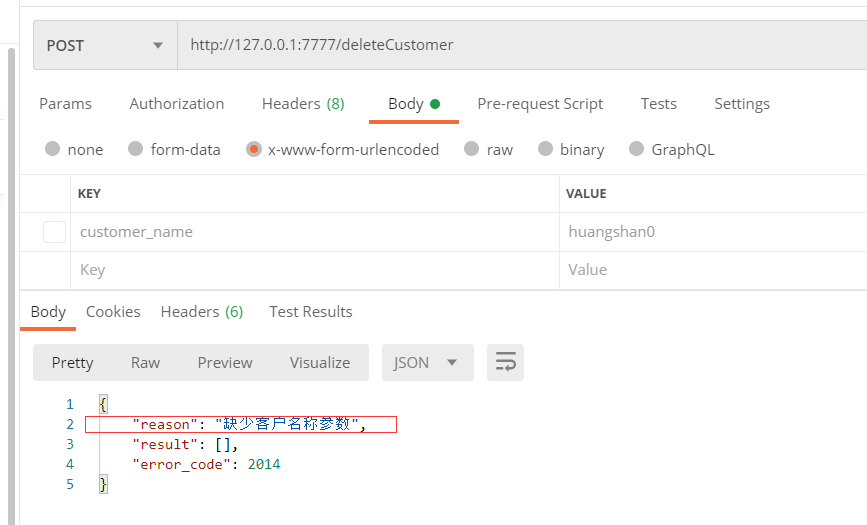 POST http://127.0.0.1:7777/deleteCustomer
Params Authorization Headers (8) Body Pre-request Script Tests Settings
none form-data x-www-form-urlencoded raw binary GraphQL
KEY VALUE
customer_name huangshan0
Key Value
Body Cookies Headers (6) Test Results
Pretty Raw Preview Visualize JSON
1 {
2 "reason": "缺少客户名称参数",
3 "result": [],
4 "error_code": 2014
5 }